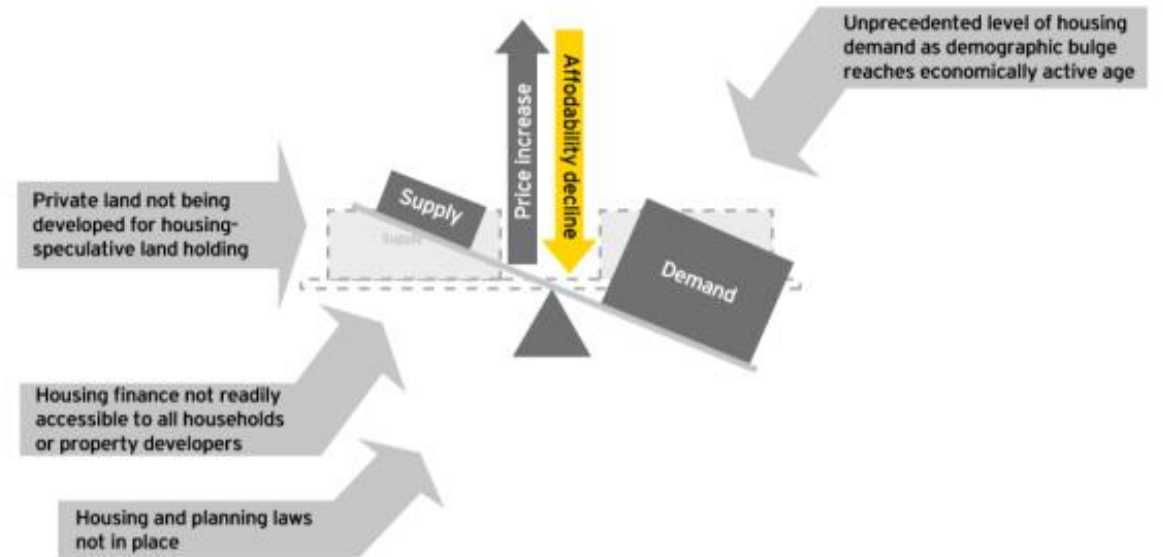 Unprecedented level of housing
demand as demographic bulge
reaches economically active age
Price increase
Affodability decline
Private land not being
developed for housing-
speculative land holding
Supply
Supply
Demand
Housing finance not readily
accessible to all households
or property developers
Housing and planning laws
not in place